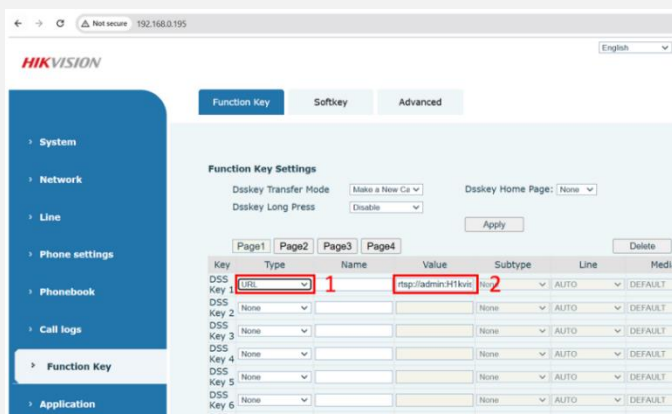 Not secure 192.168.0.195
English
HIKVISION
Function Key Softkey Advanced
System
Network
Line
Phone settings
Phonebook
Call logs
Function Key
Application
Function Key Settings
Dsskey Transfer Mode Make a New Ca Dsskey Home Page: None
Dsskey Long Press Disable
Apply
Page1 Page2 Page3 Page4 Delete
Key Type Name Value Subtype Line Medi
DSS Key 1 URL 1 rtsp://admin:H1kvis 2 None AUTO DEFAULT
DSS Key 2 None None AUTO DEFAULT
DSS Key 3 None None AUTO DEFAULT
DSS Key 4 None None AUTO DEFAULT
DSS Key 5 None None AUTO DEFAULT
DSS Key 6 None None AUTO DEFAULT